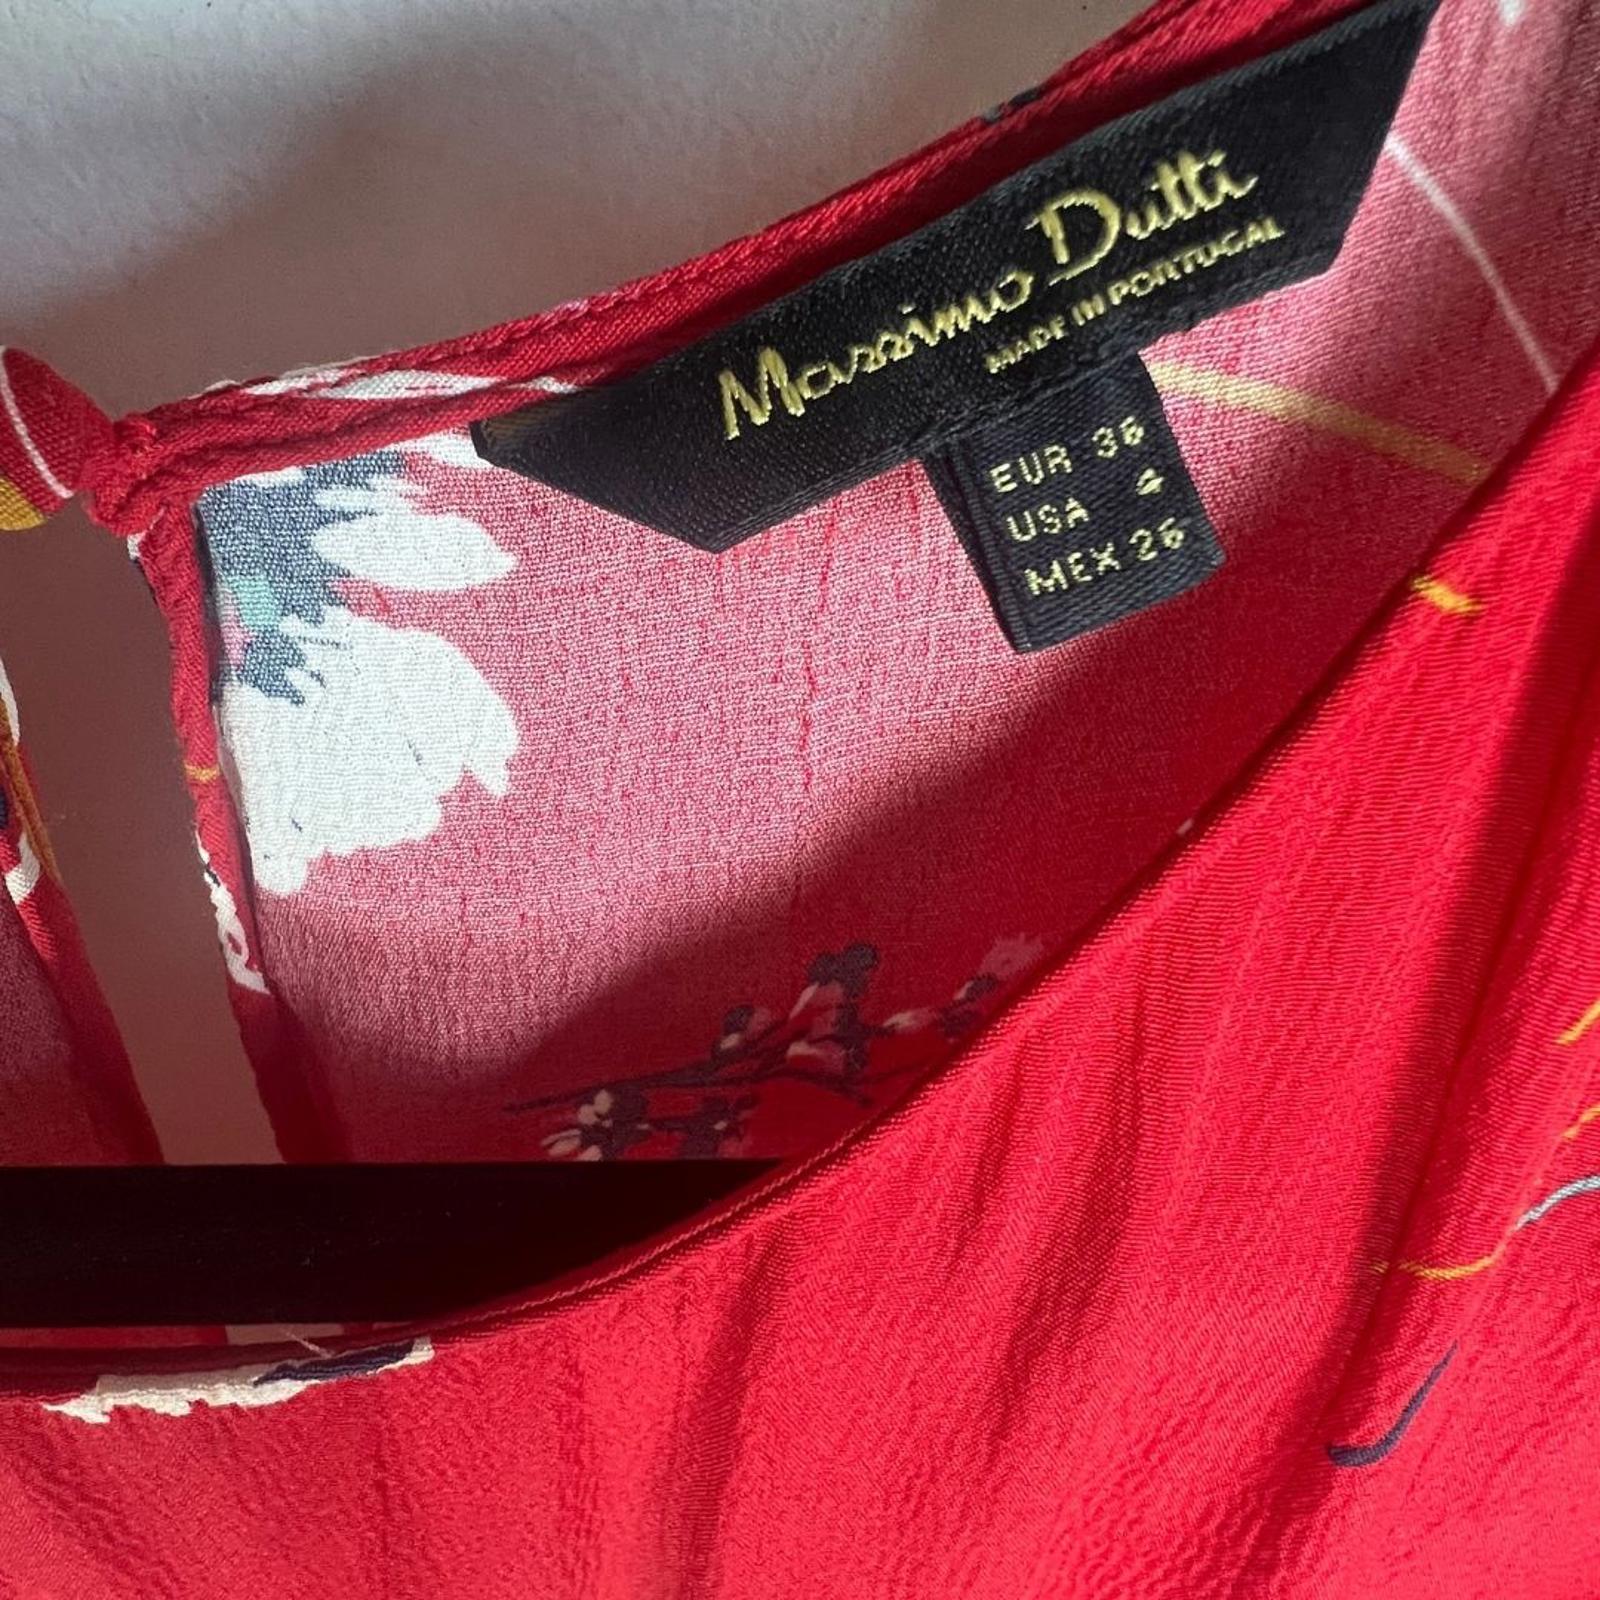 Massimo Dutti
MADE IN PORTUGAL
EUR 36
USA 4
MEX 26